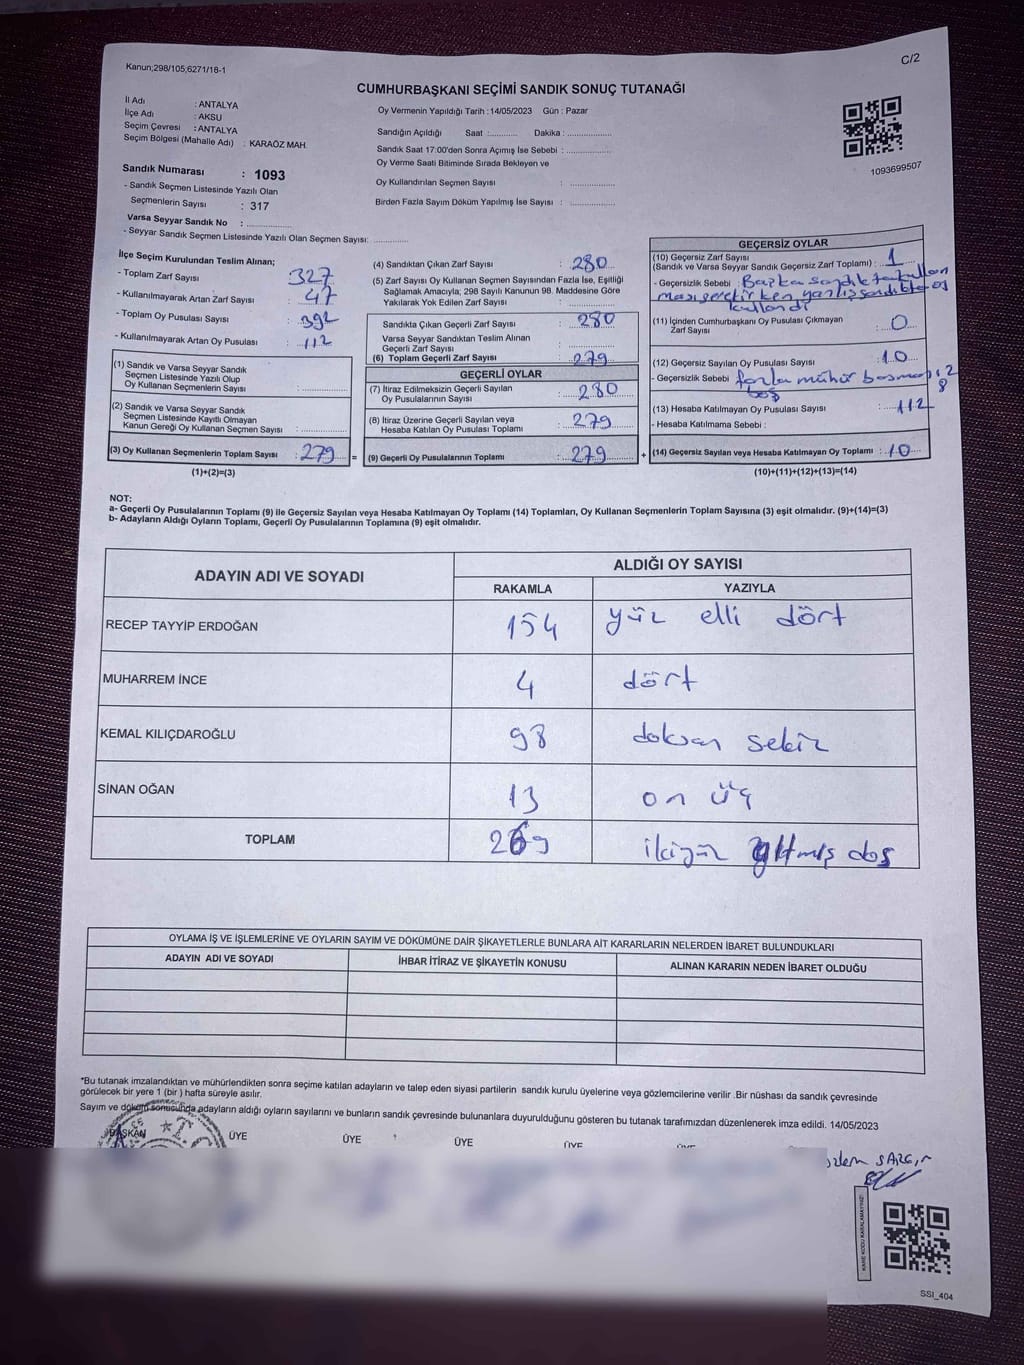 Kanun;298/105;6271/18-1
C/2
CUMHURBAŞKANI SEÇİMİ SANDIK SONUÇ TUTANAĞI
İl Adı : ANTALYA
İlçe Adı : AKSU
Seçim Çevresi : ANTALYA
Seçim Bölgesi (Mahalle Adı) : KARAÖZ MAH.
Oy Vermenin Yapıldığı Tarih : 14/05/2023 Gün : Pazar
Sandığın Açıldığı Saat :............ Dakika :..................
Sandık Saat 17:00'den Sonra Açımış İse Sebebi :..................
Oy Verme Saati Bitiminde Sırada Bekleyen ve
Oy Kullandırılan Seçmen Sayısı : ..................
Birden Fazla Sayım Döküm Yapılmış İse Sayısı : ..................
1093699507
Sandık Numarası : 1093
- Sandık Seçmen Listesinde Yazılı Olan
Seçmenlerin Sayısı : 317
Varsa Seyyar Sandık No : ..................
- Seyyar Sandık Seçmen Listesinde Yazılı Olan Seçmen Sayısı: ..............
İlçe Seçim Kurulundan Teslim Alınan;
- Toplam Zarf Sayısı 327
- Kullanılmayarak Artan Zarf Sayısı : 47
- Toplam Oy Pusulası Sayısı : 392
- Kullanılmayarak Artan Oy Pusulası : 112
(1) Sandık ve Varsa Seyyar Sandık
Seçmen Listesinde Yazılı Olup
Oy Kullanan Seçmenlerin Sayısı : ..............
(2) Sandık ve Varsa Seyyar Sandık
Seçmen Listesinde Kayıtlı Olmayan
Kanun Gereği Oy Kullanan Seçmen Sayısı : ..............
(3) Oy Kullanan Seçmenlerin Toplam Sayısı : 279
(1)+(2)=(3)
(4) Sandıktan Çıkan Zarf Sayısı : 280
(5) Zarf Sayısı Oy Kullanan Seçmen Sayısından Fazla İse, Eşitliği
Sağlamak Amacıyla; 298 Sayılı Kanunun 98. Maddesine Göre
Yakılarak Yok Edilen Zarf Sayısı : ..............
Sandıkta Çıkan Geçerli Zarf Sayısı : 280
Varsa Seyyar Sandıktan Teslim Alınan
Geçerli Zarf Sayısı : ..............
(6) Toplam Geçerli Zarf Sayısı 279
GEÇERLİ OYLAR
(7) İtiraz Edilmeksizin Geçerli Sayılan
Oy Pusulalarının Sayısı : 280
(8) İtiraz Üzerine Geçerli Sayılan veya
Hesaba Katılan Oy Pusulası Toplamı : 279
= (9) Geçerli Oy Pusulalarının Toplamı : 279 +
GEÇERSİZ OYLAR
(10) Geçersiz Zarf Sayısı
(Sandık ve Varsa Seyyar Sandık Geçersiz Zarf Toplamı) : 1
- Geçersizlik Sebebi : Başka sandıkta kullan
ması gerekirken yanlış sandıkta oy
kullandı
(11) İçinden Cumhurbaşkanı Oy Pusulası Çıkmayan
Zarf Sayısı : 0
(12) Geçersiz Sayılan Oy Pusulası Sayısı : 10
- Geçersizlik Sebebi fazla mühür basması: 2
boş 8
(13) Hesaba Katılmayan Oy Pusulası Sayısı : 112
- Hesaba Katılmama Sebebi :
(14) Geçersiz Sayılan veya Hesaba Katılmayan Oy Toplamı : 10
(10)+(11)+(12)+(13)=(14)
NOT:
a- Geçerli Oy Pusulalarının Toplamı (9) ile Geçersiz Sayılan veya Hesaba Katılmayan Oy Toplamı (14) Toplamları, Oy Kullanan Seçmenlerin Toplam Sayısına (3) eşit olmalıdır. (9)+(14)=(3)
b- Adayların Aldığı Oyların Toplamı, Geçerli Oy Pusulalarının Toplamına (9) eşit olmalıdır.
ADAYIN ADI VE SOYADI ALDIĞI OY SAYISI
RAKAMLA YAZIYLA
RECEP TAYYİP ERDOĞAN 154 yüz elli dört
MUHARREM İNCE 4 dört
KEMAL KILIÇDAROĞLU 98 doksan sekiz
SİNAN OĞAN 13 on üç
TOPLAM 269 ikiyüz
OYLAMA İŞ VE İŞLEMLERİNE VE OYLARIN SAYIM VE DÖKÜMÜNE DAİR ŞİKAYETLERLE BUNLARA AİT KARARLARIN NELERDEN İBARET BULUNDUKLARI
ADAYIN ADI VE SOYADI İHBAR İTİRAZ VE ŞİKAYETİN KONUSU ALINAN KARARIN NEDEN İBARET OLDUĞU
*Bu tutanak imzalandıktan ve mühürlendikten sonra seçime katılan adayların ve talep eden siyasi partilerin sandık kurulu üyelerine veya gözlemcilerine verilir .Bir nüshası da sandık çevresinde
görülecek bir yere 1 (bir ) hafta süreyle asılır.
Sayım ve döküm sonucunda adayların aldığı oyların sayılarını ve bunların sandık çevresinde bulunanlara duyurulduğunu gösteren bu tutanak tarafımızdan düzenlenerek imza edildi. 14/05/2023
BAŞKAN ÜYE ÜYE ÜYE ÜYE
T.C.
KARE KODU KARALAMAYINIZ!
SSI_404